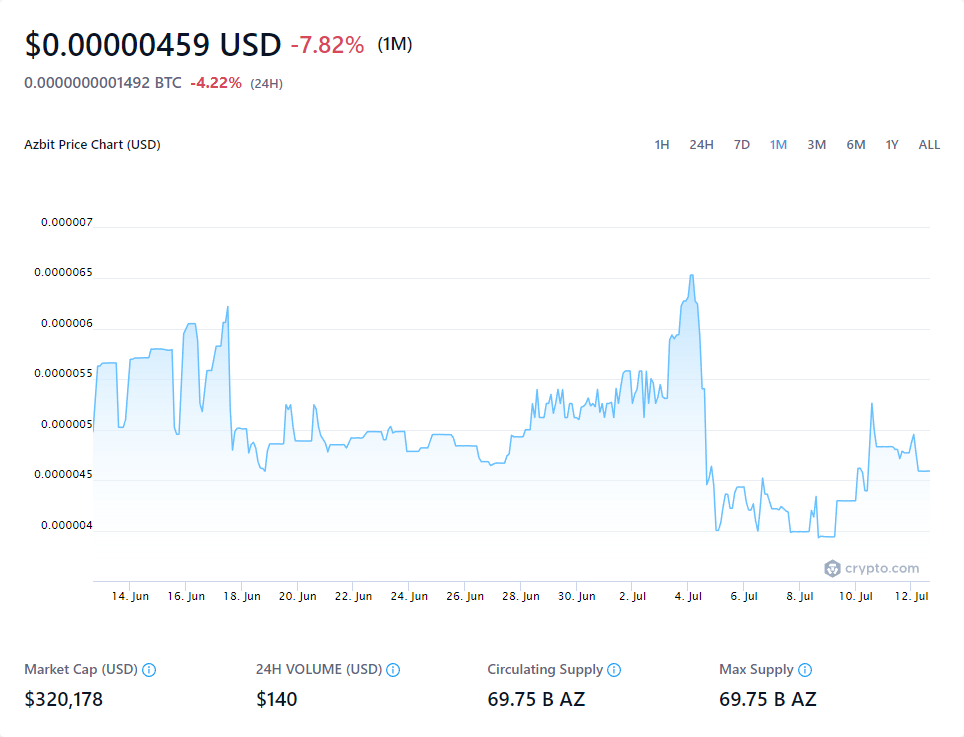 $0.00000459 USD -7.82% (1M)
0.0000000001492 BTC -4.22% (24H)
Azbit Price Chart (USD) 1H 24H 7D 1M 3M 6M 1Y ALL
0.000007
0.0000065
0.000006
0.0000055
0.000005
0.0000045
0.000004
crypto.com
14. Jun 16. Jun 18. Jun 20. Jun 22. Jun 24. Jun 26. Jun 28. Jun 30. Jun 2. Jul 4. Jul 6. Jul 8. Jul 10. Jul 12. Jul
Market Cap (USD) 24H VOLUME (USD) Circulating Supply Max Supply
$320,178 $140 69.75 B AZ 69.75 B AZ